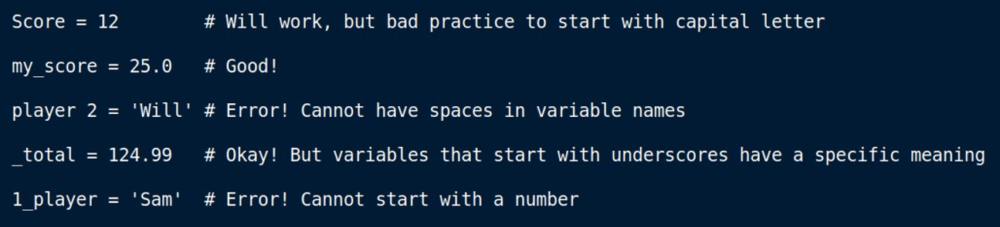 Score = 12        # Will work, but bad practice to start with capital letter
my_score = 25.0   # Good!
player 2 = 'Will' # Error! Cannot have spaces in variable names
_total = 124.99   # Okay! But variables that start with underscores have a specific meaning
1_player = 'Sam'  # Error! Cannot start with a number